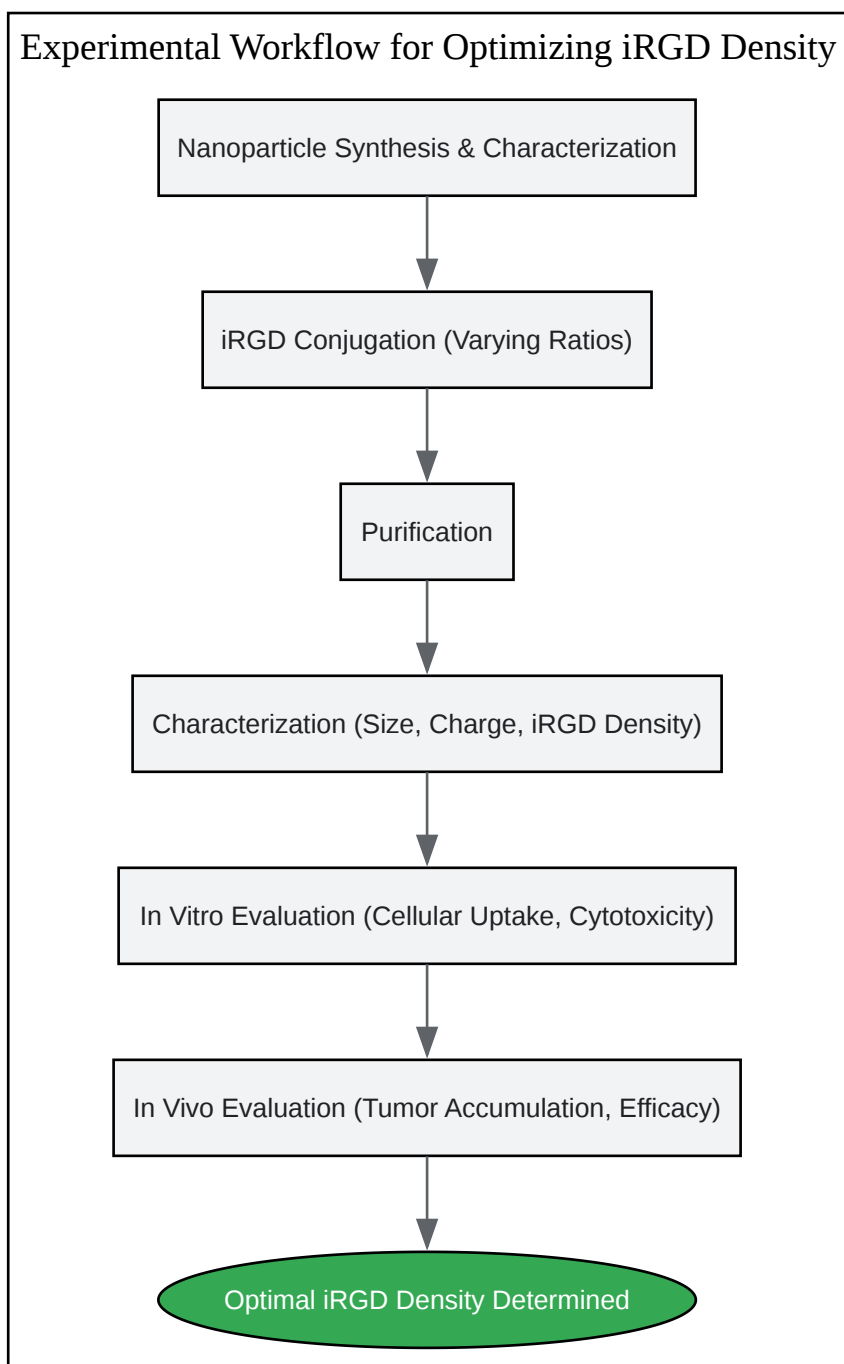 Experimental Workflow for Optimizing iRGD Density
Nanoparticle Synthesis & Characterization
iRGD Conjugation (Varying Ratios)
Purification
Characterization (Size, Charge, iRGD Density)
In Vitro Evaluation (Cellular Uptake, Cytotoxicity)
In Vivo Evaluation (Tumor Accumulation, Efficacy)
Optimal iRGD Density Determined